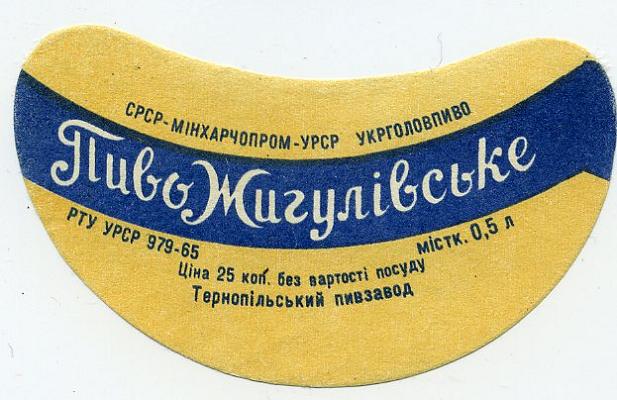 СРСР-МІНХАРЧОПРОМ-УРСР УКРГОЛОВПИВО
Пиво Жигулівське
РТУ УРСР 979-65
містк. 0,5 л
Ціна 25 коп. без вартості посуду
Тернопільський пивзавод